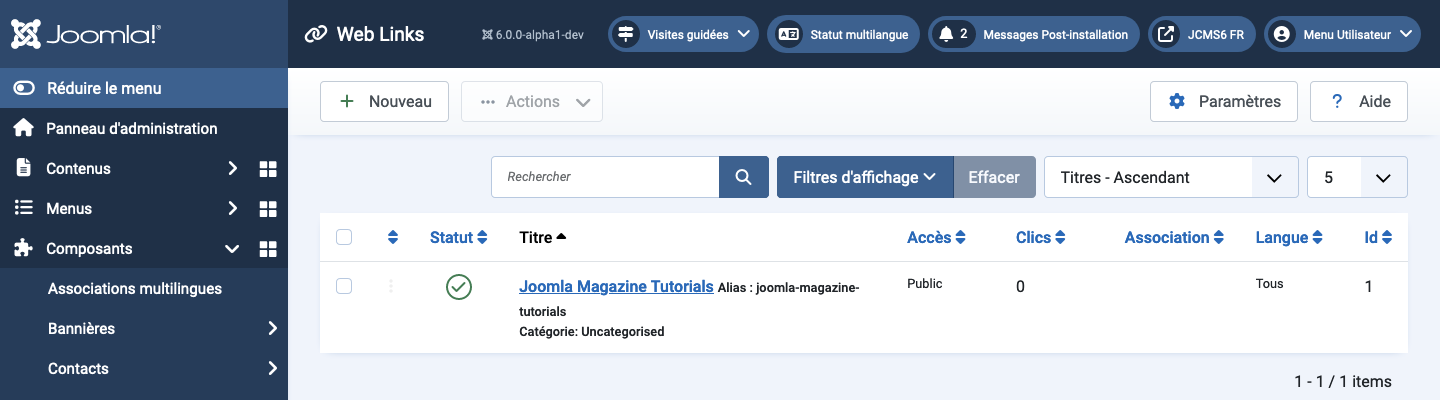 Joomla!® Web Links 6.0.0-alpha1-dev Visites guidées Statut multilangue 2 Messages Post-installation JCMS6 FR Menu Utilisateur
Réduire le menu
Nouveau ... Actions Paramètres ? Aide
Panneau d'administration
Contenus
Rechercher Filtres d'affichage Effacer Titres - Ascendant 5
Menus
Composants
Statut Titre Accès Clics Association Langue Id
Associations multilingues
Joomla Magazine Tutorials Alias : joomla-magazine-
tutorials
Catégorie: Uncategorised
Public 0 Tous 1
Bannières
Contacts
1 - 1 / 1 items